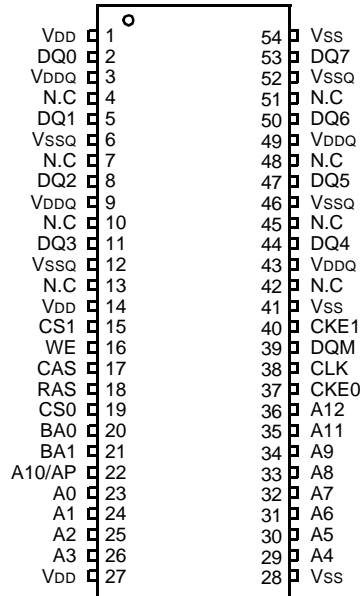 VDD 1 54 VSS
DQ0 2 53 DQ7
VDDQ 3 52 VSSQ
N.C 4 51 N.C
DQ1 5 50 DQ6
VSSQ 6 49 VDDQ
N.C 7 48 N.C
DQ2 8 47 DQ5
VDDQ 9 46 VSSQ
N.C 10 45 N.C
DQ3 11 44 DQ4
VSSQ 12 43 VDDQ
N.C 13 42 N.C
VDD 14 41 VSS
CS1 15 40 CKE1
WE 16 39 DQM
CAS 17 38 CLK
RAS 18 37 CKE0
CS0 19 36 A12
BA0 20 35 A11
BA1 21 34 A9
A10/AP 22 33 A8
A0 23 32 A7
A1 24 31 A6
A2 25 30 A5
A3 26 29 A4
VDD 27 28 VSS